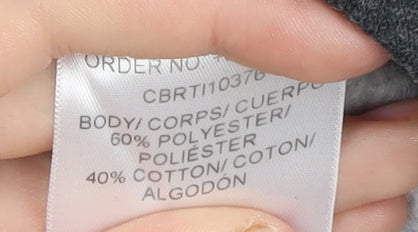 ORDER NO
CBRTI10376
BODY/ CORPS/ CUERPO
60% POLYESTER/
POLIÉSTER
40% COTTON/ COTON/
ALGODÓN